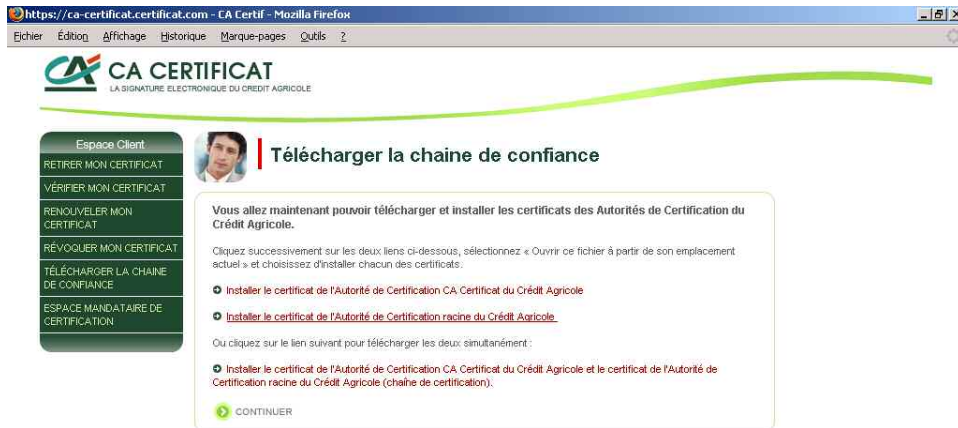 https://ca-certificat.certificat.com - CA Certif - Mozilla Firefox
Fichier Édition Affichage Historique Marque-pages Outils ?
CA CERTIFICAT
LA SIGNATURE ELECTRONIQUE DU CREDIT AGRICOLE
Espace Client
RETIRER MON CERTIFICAT
VÉRIFIER MON CERTIFICAT
RENOUVELER MON
CERTIFICAT
RÉVOQUER MON CERTIFICAT
TÉLÉCHARGER LA CHAINE
DE CONFIANCE
ESPACE MANDATAIRE DE
CERTIFICATION
Télécharger la chaine de confiance
Vous allez maintenant pouvoir télécharger et installer les certificats des Autorités de Certification du
Crédit Agricole.
Cliquez successivement sur les deux liens ci-dessous, sélectionnez « Ouvrir ce fichier à partir de son emplacement
actuel » et choisissez d'installer chacun des certificats.
Installer le certificat de l'Autorité de Certification CA Certificat du Crédit Agricole
Installer le certificat de l'Autorité de Certification racine du Crédit Agricole
Ou cliquez sur le lien suivant pour télécharger les deux simultanément :
Installer le certificat de l'Autorité de Certification CA Certificat du Crédit Agricole et le certificat de l'Autorité de
Certification racine du Crédit Agricole (chaîne de certification).
CONTINUER